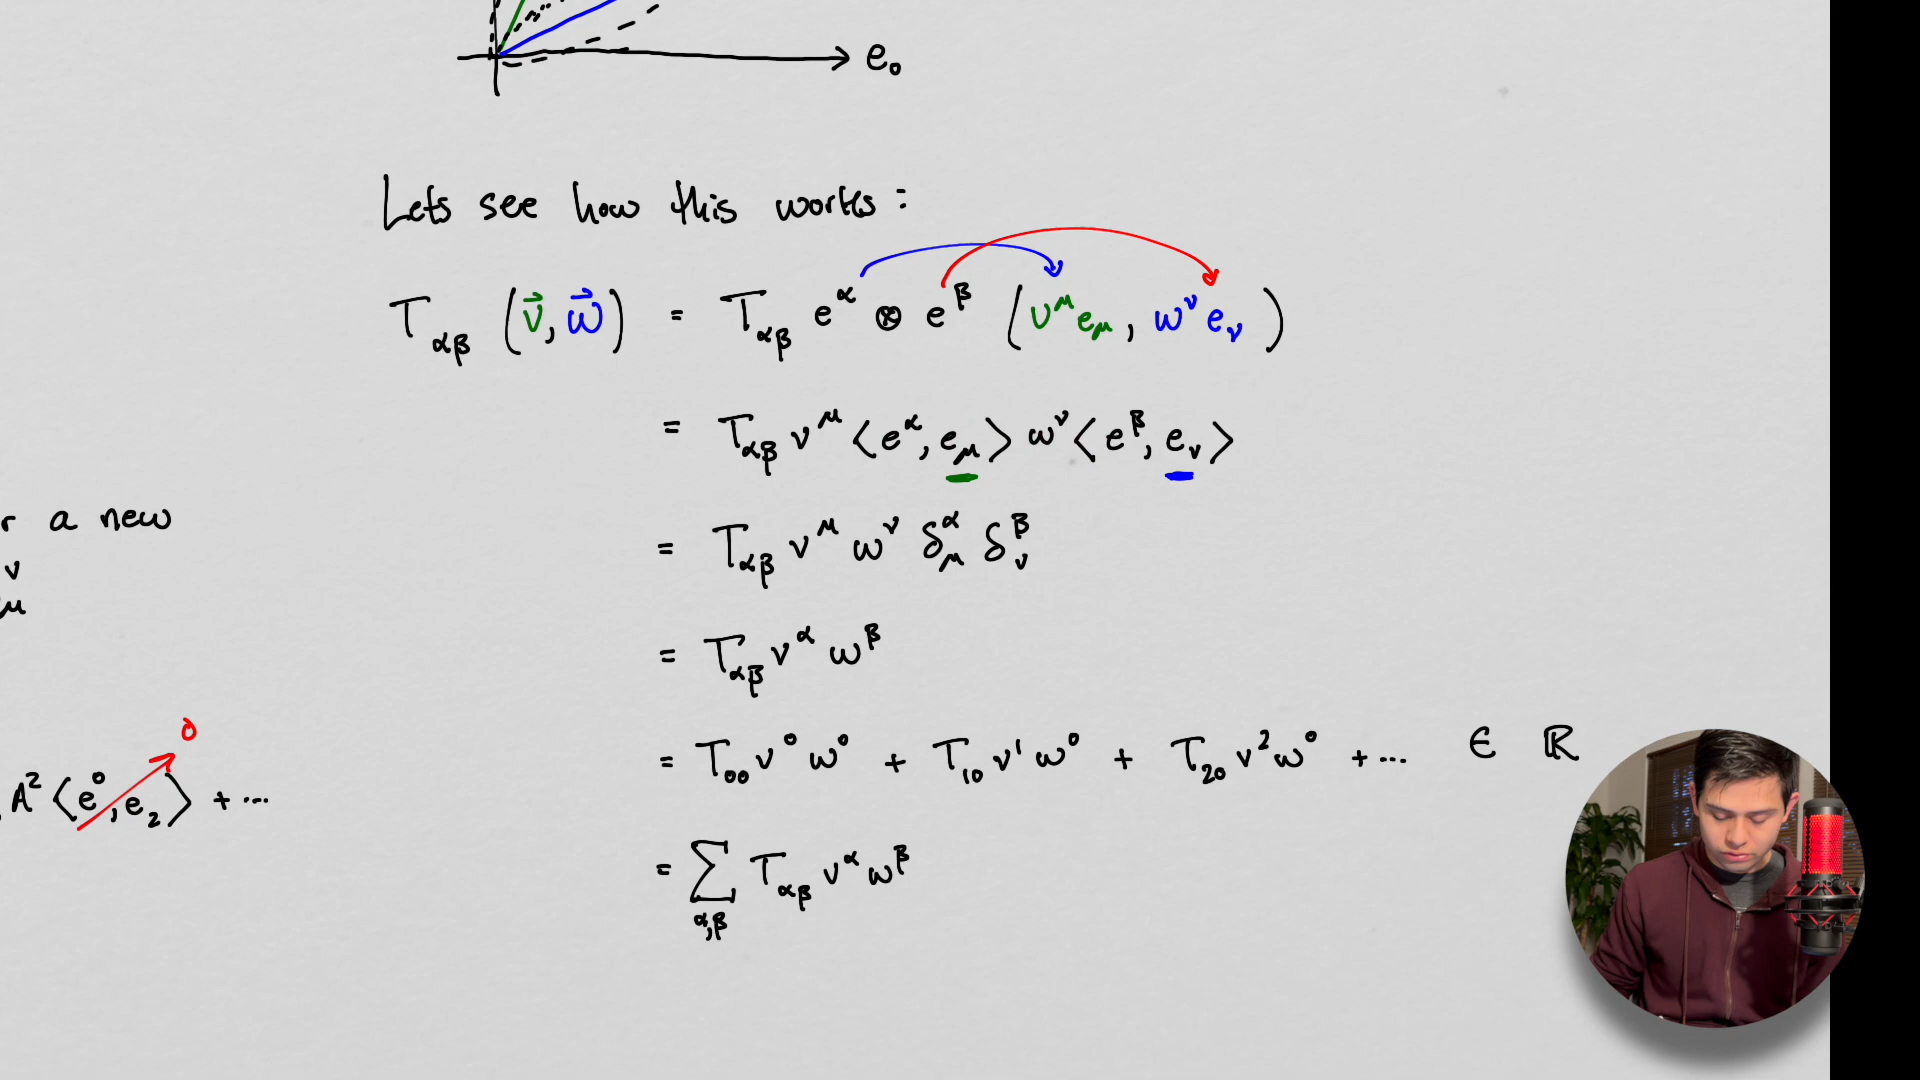 e₀
Lets see how this works:
T_αβ (v⃗, w⃗) = T_αβ e^α ⊗ e^β (v^μ e_μ, w^ν e_ν)
= T_αβ v^μ ⟨e^α, e_μ⟩ w^ν ⟨e^β, e_ν⟩
r a new
= T_αβ v^μ w^ν δ^α_μ δ^β_ν
ν
μ
= T_αβ v^α w^β
0
= T₀₀ v⁰ w⁰ + T₁₀ v¹ w⁰ + T₂₀ v² w⁰ + ... ∈ ℝ
A² ⟨e⁰, e₂⟩ + ...
= ∑_α,β T_αβ v^α w^β